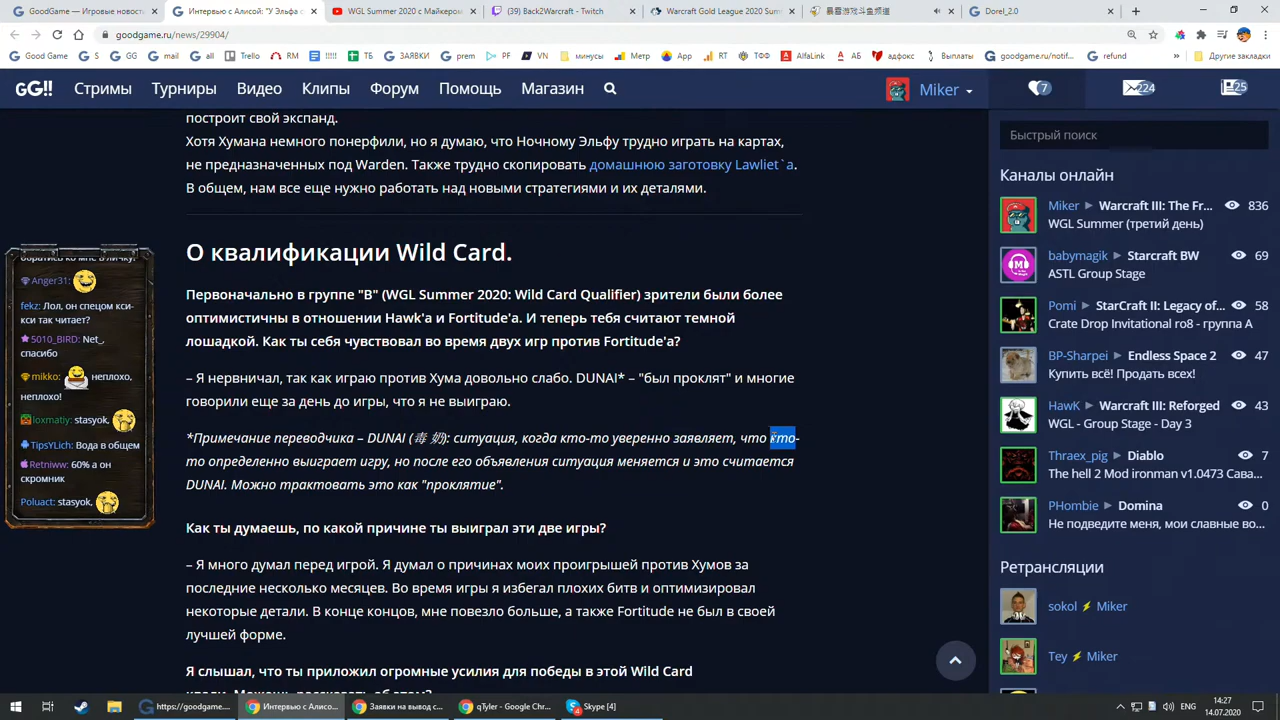 GoodGame — Игровые новост
Интервью с Алисой: "У Эльфа
WGL Summer 2020 с Майкером
(39) Back2Warcraft - Twitch
Warcraft Gold League 2020 Sum
暴雷游戏斗鱼频道
Dorel_2.0
goodgame.ru/news/29904/
Good Game
S
GG
mail
all
Trello
RM
!!!!
ТБ
ЗАЯВКИ
prem
PF
VN
минусы
Метр
App
RT
ТФФ
AlfaLink
АБ
адфокс
Выплаты
goodgame.ru/notif...
refund
Другие закладки
GG!!
Стримы
Турниры
Видео
Клипы
Форум
Помощь
Магазин
Miker
7
224
25
построит свой экспанд.
Хотя Хумана немного понерфили, но я думаю, что Ночному Эльфу трудно играть на картах,
не предназначенных под Warden. Также трудно скопировать домашнюю заготовку Lawliet`a.
В общем, нам все еще нужно работать над новыми стратегиями и их деталями.
О квалификации Wild Card.
Первоначально в группе "B" (WGL Summer 2020: Wild Card Qualifier) зрители были более
оптимистичны в отношении Hawk'a и Fortitude'a. И теперь тебя считают темной
лошадкой. Как ты себя чувствовал во время двух игр против Fortitude'a?
– Я нервничал, так как играю против Хума довольно слабо. DUNAI* – "был проклят" и многие
говорили еще за день до игры, что я не выиграю.
*Примечание переводчика – DUNAI (毒 奶): ситуация, когда кто-то уверенно заявляет, что кто-
то определенно выиграет игру, но после его объявления ситуация меняется и это считается
DUNAI. Можно трактовать это как "проклятие".
Как ты думаешь, по какой причине ты выиграл эти две игры?
– Я много думал перед игрой. Я думал о причинах моих проигрышей против Хумов за
последние несколько месяцев. Во время игры я избегал плохих битв и оптимизировал
некоторые детали. В конце концов, мне повезло больше, а также Fortitude не был в своей
лучшей форме.
Я слышал, что ты приложил огромные усилия для победы в этой Wild Card
Anger31:
fekz: Лол, он спецом кси-
кси так читает?
5010_BIRD: Net_,
спасибо
mikko: неплохо,
неплохо!
loxmatiy: stasyok,
TipsYLich: Вода в общем
Retniww: 60% а он
скромник
Poluact: stasyok,
Быстрый поиск
Каналы онлайн
Miker Warcraft III: The Fr... 836
WGL Summer (третий день)
babymagik Starcraft BW 69
ASTL Group Stage
Pomi StarCraft II: Legacy of... 58
Crate Drop Invitational ro8 - группа A
BP-Sharpei Endless Space 2 47
Купить всё! Продать всех!
HawK Warcraft III: Reforged 43
WGL - Group Stage - Day 3
Thraex_pig Diablo 7
The hell 2 Mod ironman v1.0473 Сава...
PHombie Domina 0
Не подведите меня, мои славные во...
Ретрансляции
sokol Miker
Tey Miker
https://goodgame....
Интервью с Алисо...
Заявки на вывод с...
qTyler - Google Chr...
Skype [4]
ENG
14:27
14.07.2020